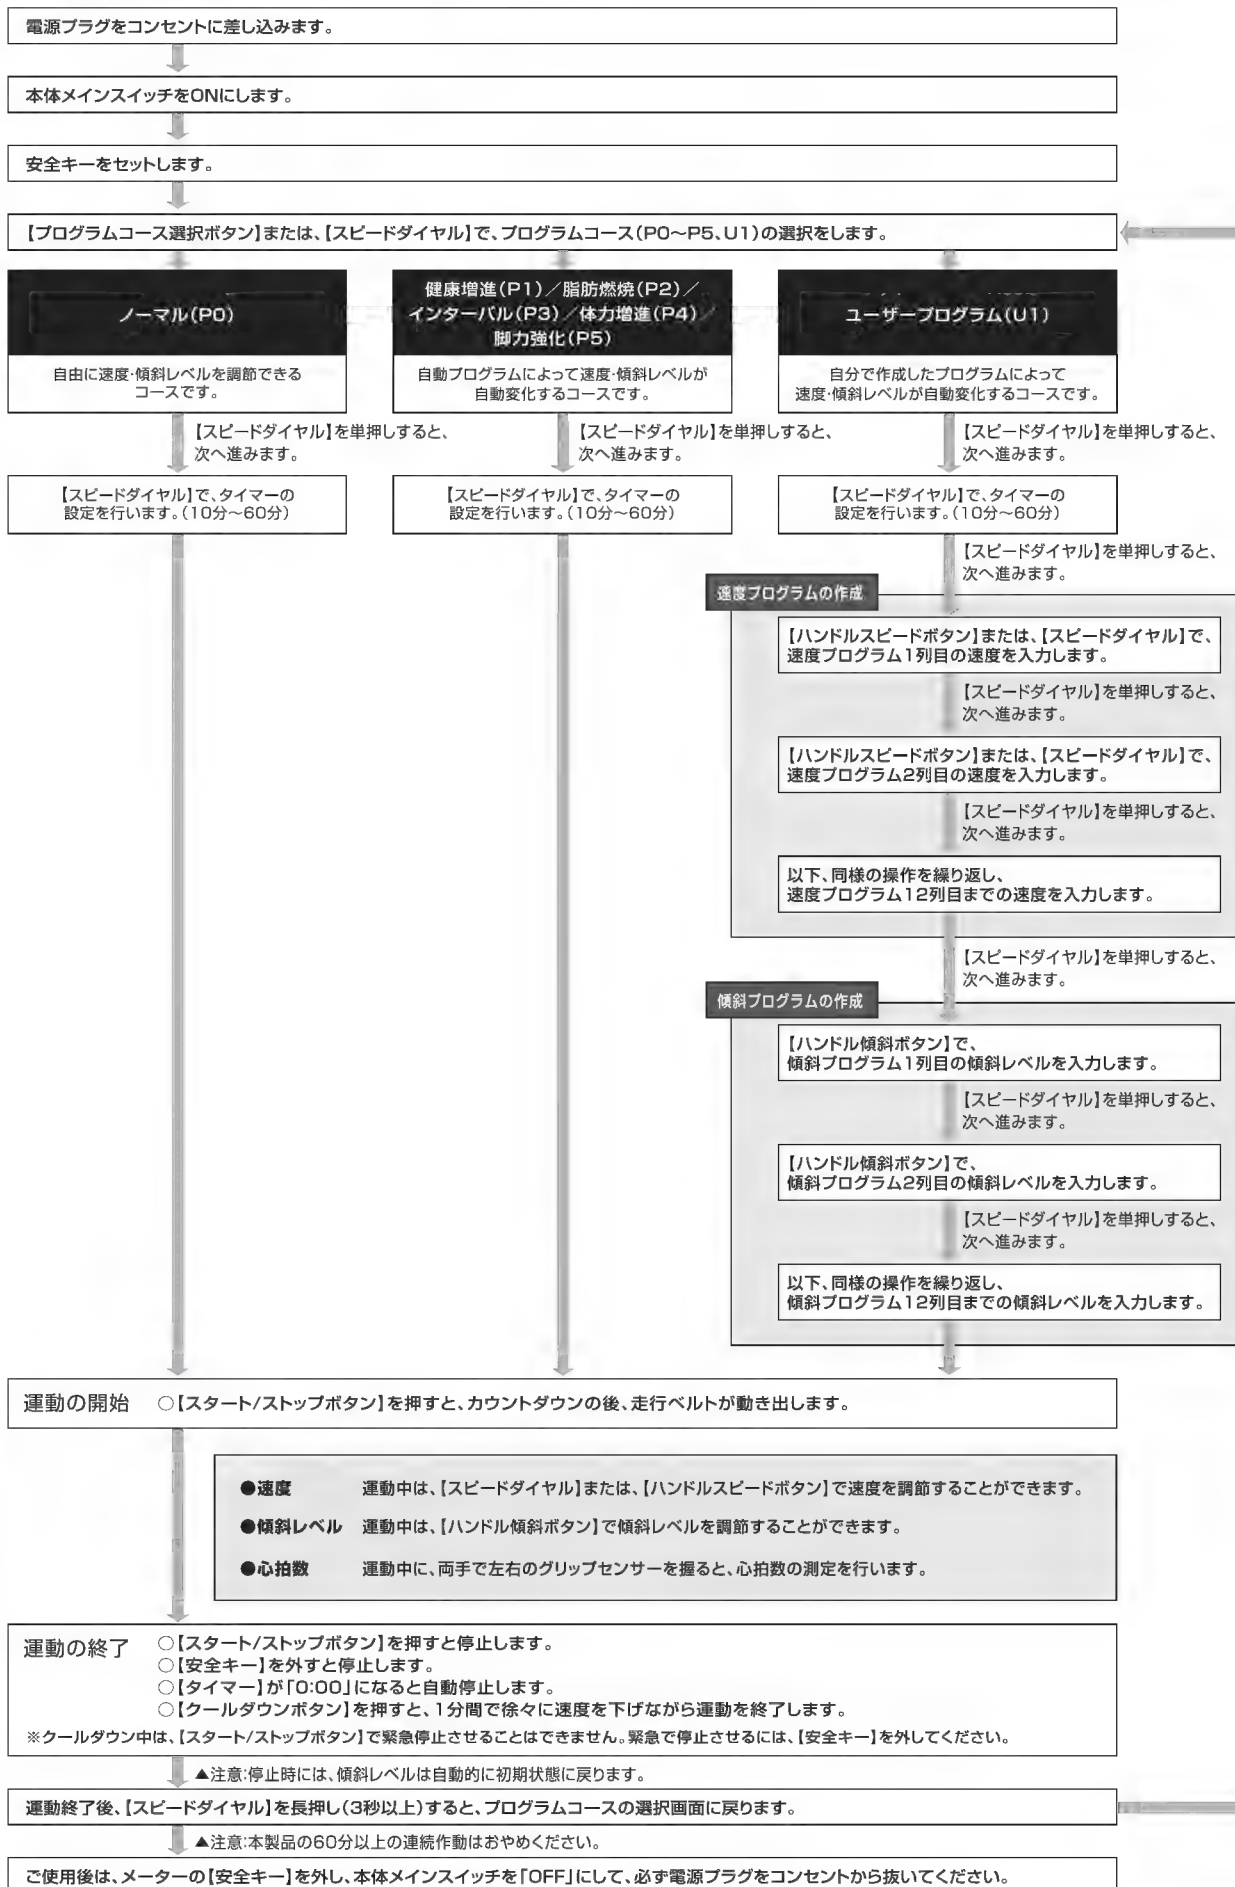 電源プラグをコンセントに差し込みます。
本体メインスイッチをONにします。
安全キーをセットします。
【プログラムコース選択ボタン】または、【スピードダイヤル】で、プログラムコース(P0〜P5、U1)の選択をします。
ノーマル(P0)
自由に速度・傾斜レベルを調節できる
コースです。
【スピードダイヤル】を単押しすると、
次へ進みます。
【スピードダイヤル】で、タイマーの
設定を行います。(10分〜60分)
健康増進(P1)/脂肪燃焼(P2)/
インターバル(P3)/体力増進(P4)/
脚力強化(P5)
自動プログラムによって速度・傾斜レベルが
自動変化するコースです。
【スピードダイヤル】を単押しすると、
次へ進みます。
【スピードダイヤル】で、タイマーの
設定を行います。(10分〜60分)
ユーザープログラム(U1)
自分で作成したプログラムによって
速度・傾斜レベルが自動変化するコースです。
【スピードダイヤル】を単押しすると、
次へ進みます。
【スピードダイヤル】で、タイマーの
設定を行います。(10分〜60分)
【スピードダイヤル】を単押しすると、
次へ進みます。
速度プログラムの作成
【ハンドルスピードボタン】または、【スピードダイヤル】で、
速度プログラム1列目の速度を入力します。
【スピードダイヤル】を単押しすると、
次へ進みます。
【ハンドルスピードボタン】または、【スピードダイヤル】で、
速度プログラム2列目の速度を入力します。
【スピードダイヤル】を単押しすると、
次へ進みます。
以下、同様の操作を繰り返し、
速度プログラム12列目までの速度を入力します。
【スピードダイヤル】を単押しすると、
次へ進みます。
傾斜プログラムの作成
【ハンドル傾斜ボタン】で、
傾斜プログラム1列目の傾斜レベルを入力します。
【スピードダイヤル】を単押しすると、
次へ進みます。
【ハンドル傾斜ボタン】で、
傾斜プログラム2列目の傾斜レベルを入力します。
【スピードダイヤル】を単押しすると、
次へ進みます。
以下、同様の操作を繰り返し、
傾斜プログラム12列目までの傾斜レベルを入力します。
運動の開始 ○【スタート/ストップボタン】を押すと、カウントダウンの後、走行ベルトが動き出します。
●速度 運動中は、【スピードダイヤル】または、【ハンドルスピードボタン】で速度を調節することができます。
●傾斜レベル 運動中は、【ハンドル傾斜ボタン】で傾斜レベルを調節することができます。
●心拍数 運動中に、両手で左右のグリップセンサーを握ると、心拍数の測定を行います。
運動の終了 ○【スタート/ストップボタン】を押すと停止します。
○【安全キー】を外すと停止します。
○【タイマー】が「0:00」になると自動停止します。
○【クールダウンボタン】を押すと、1分間で徐々に速度を下げながら運動を終了します。
※クールダウン中は、【スタート/ストップボタン】で緊急停止させることはできません。緊急で停止させるには、【安全キー】を外してください。
▲注意:停止時には、傾斜レベルは自動的に初期状態に戻ります。
運動終了後、【スピードダイヤル】を長押し(3秒以上)すると、プログラムコースの選択画面に戻ります。
▲注意:本製品の60分以上の連続作動はおやめください。
ご使用後は、メーターの【安全キー】を外し、本体メインスイッチを「OFF」にして、必ず電源プラグをコンセントから抜いてください。